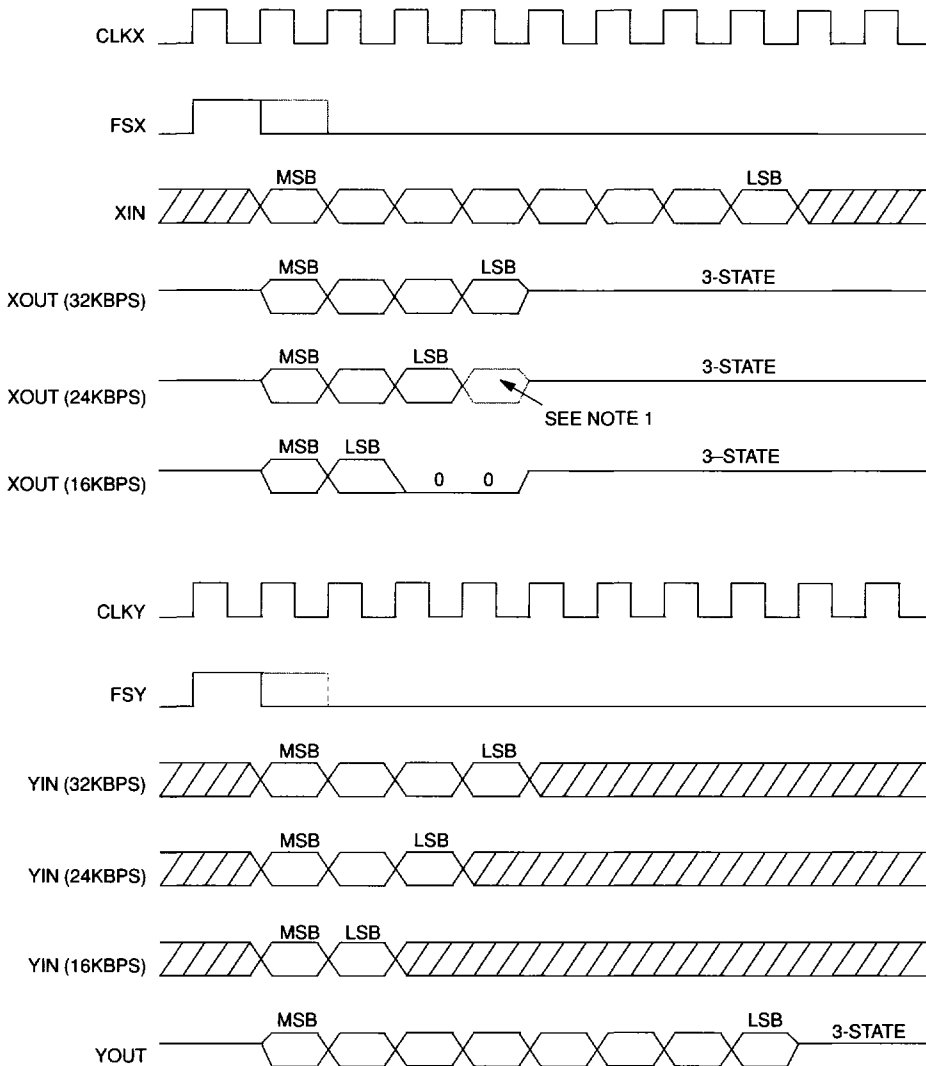 CLKX
FSX
MSB LSB
XIN
MSB LSB 3-STATE
XOUT (32KBPS)
MSB LSB 3-STATE
XOUT (24KBPS)
SEE NOTE 1
MSB LSB 3–STATE
XOUT (16KBPS) 0 0
CLKY
FSY
MSB LSB
YIN (32KBPS)
MSB LSB
YIN (24KBPS)
MSB LSB
YIN (16KBPS)
MSB LSB 3-STATE
YOUT